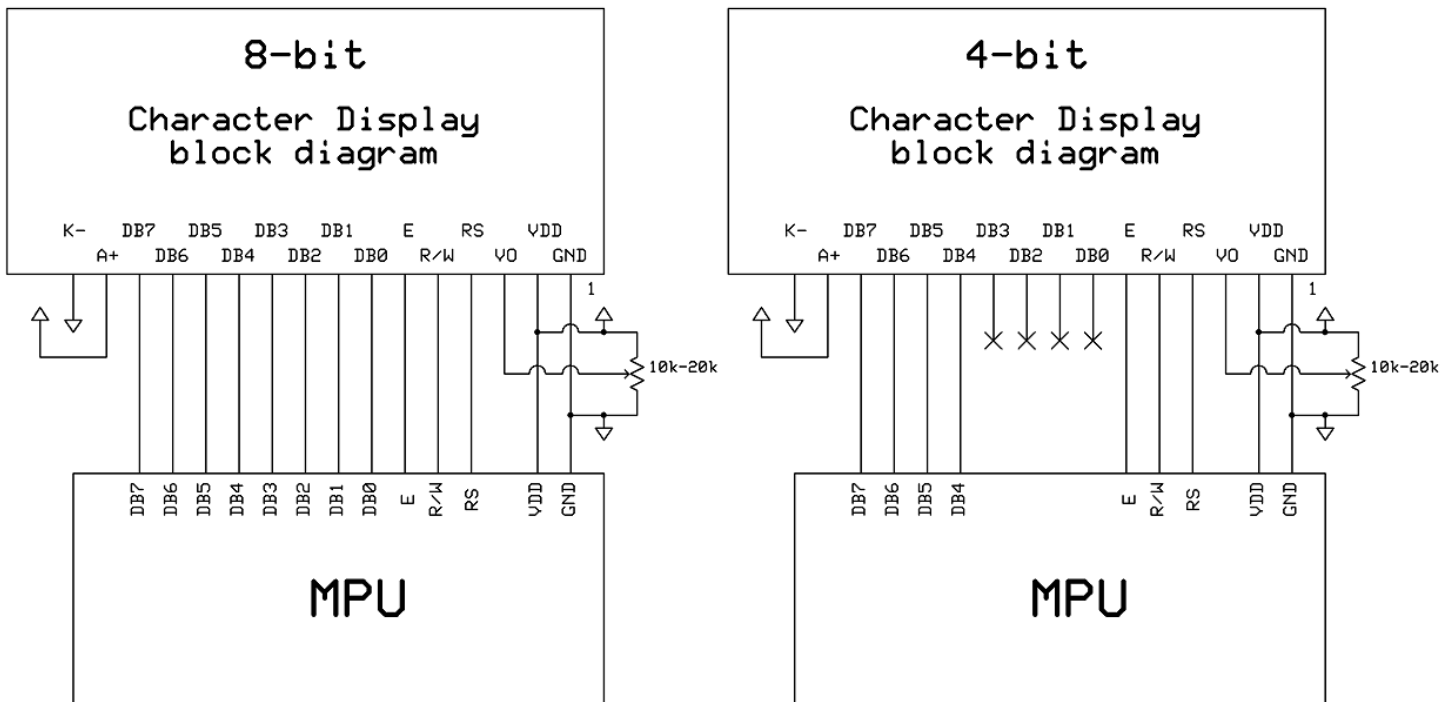 8-bit
Character Display
block diagram
K- DB7 DB5 DB3 DB1 E RS VDD
A+ DB6 DB4 DB2 DB0 R/W VO GND
1
10k-20k
DB7 DB6 DB5 DB4 DB3 DB2 DB1 DB0 E R/W RS VDD GND
MPU
4-bit
Character Display
block diagram
K- DB7 DB5 DB3 DB1 E RS VDD
A+ DB6 DB4 DB2 DB0 R/W VO GND
1
10k-20k
DB7 DB6 DB5 DB4 E R/W RS VDD GND
MPU